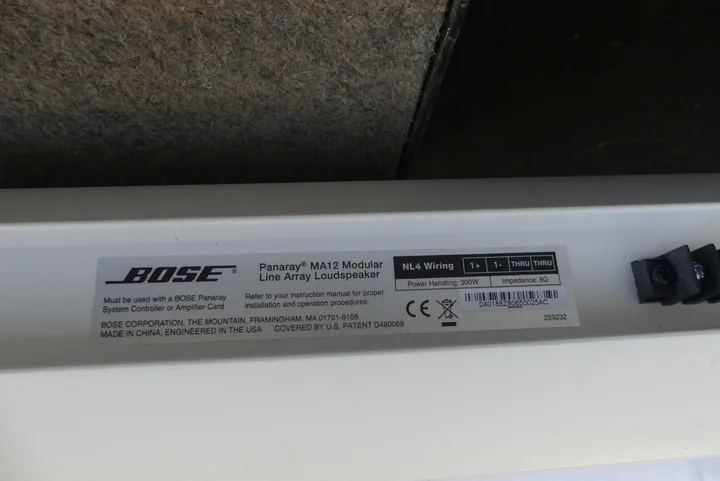 BOSE®
Panaray® MA12 Modular
Line Array Loudspeaker
Must be used with a BOSE Panaray
System Controller or Amplifier Card
Refer to your instruction manual for proper
installation and operation procedures.
BOSE CORPORATION, THE MOUNTAIN, FRAMINGHAM, MA 01701-9168
MADE IN CHINA, ENGINEERED IN THE USA COVERED BY U.S. PATENT D480069
NL4 Wiring 1+ 1- THRU THRU
Power Handling: 300W Impedance: 8Ω
CE
040188Z80650025AC
259232